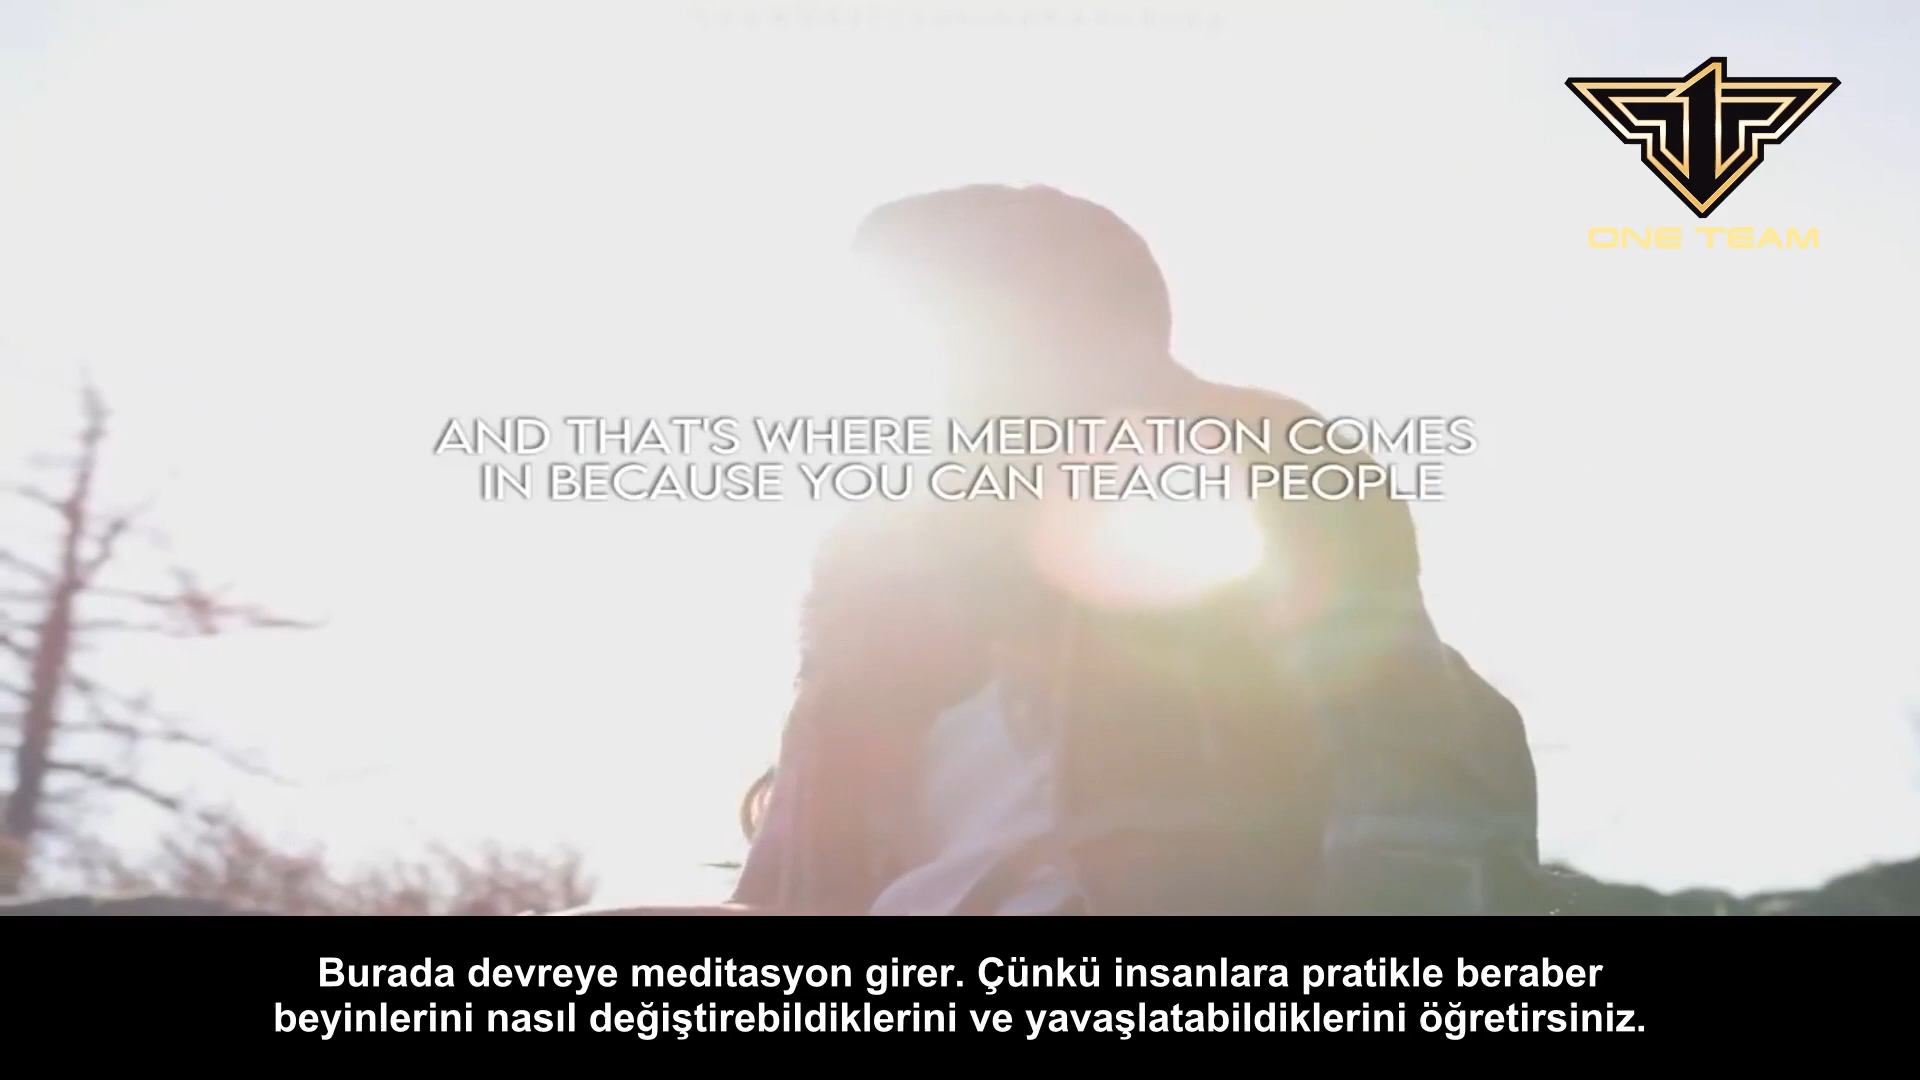 ONE TEAM
AND THAT'S WHERE MEDITATION COMES
IN BECAUSE YOU CAN TEACH PEOPLE
Burada devreye meditasyon girer. Çünkü insanlara pratikle beraber
beyinlerini nasıl değiştirebildiklerini ve yavaşlatabildiklerini öğretirsiniz.